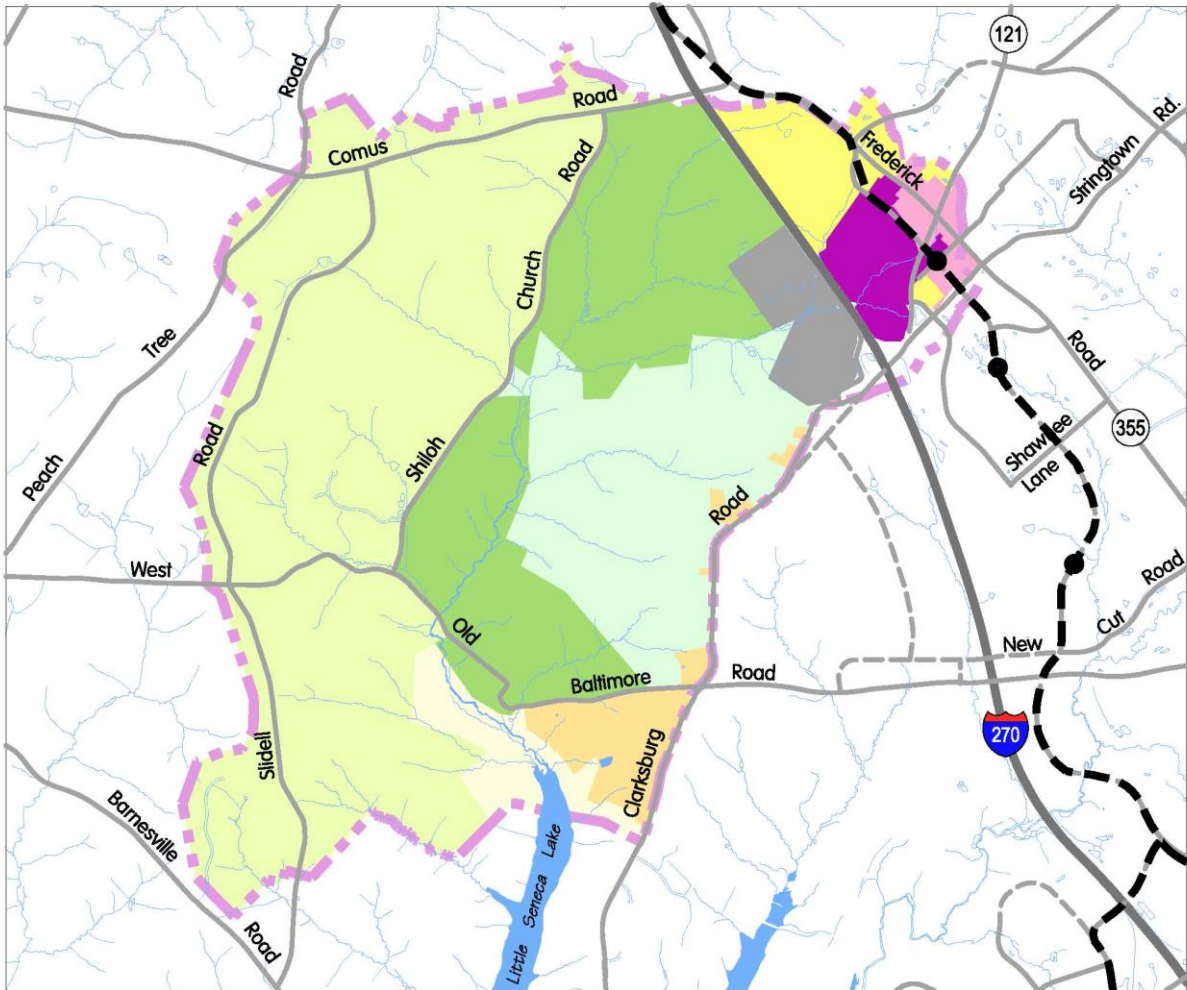 121
Road
Road
Rd.
Comus
Frederick
Stringtown
Road
Church
Tree
Road
Road
Peach
Shiloh
Shawnee
Lane
355
Road
West
Road
Old
New
Cut
Baltimore
Road
270
Slidell
Clarksburg
Barnesville
Little Seneca Lake
Road